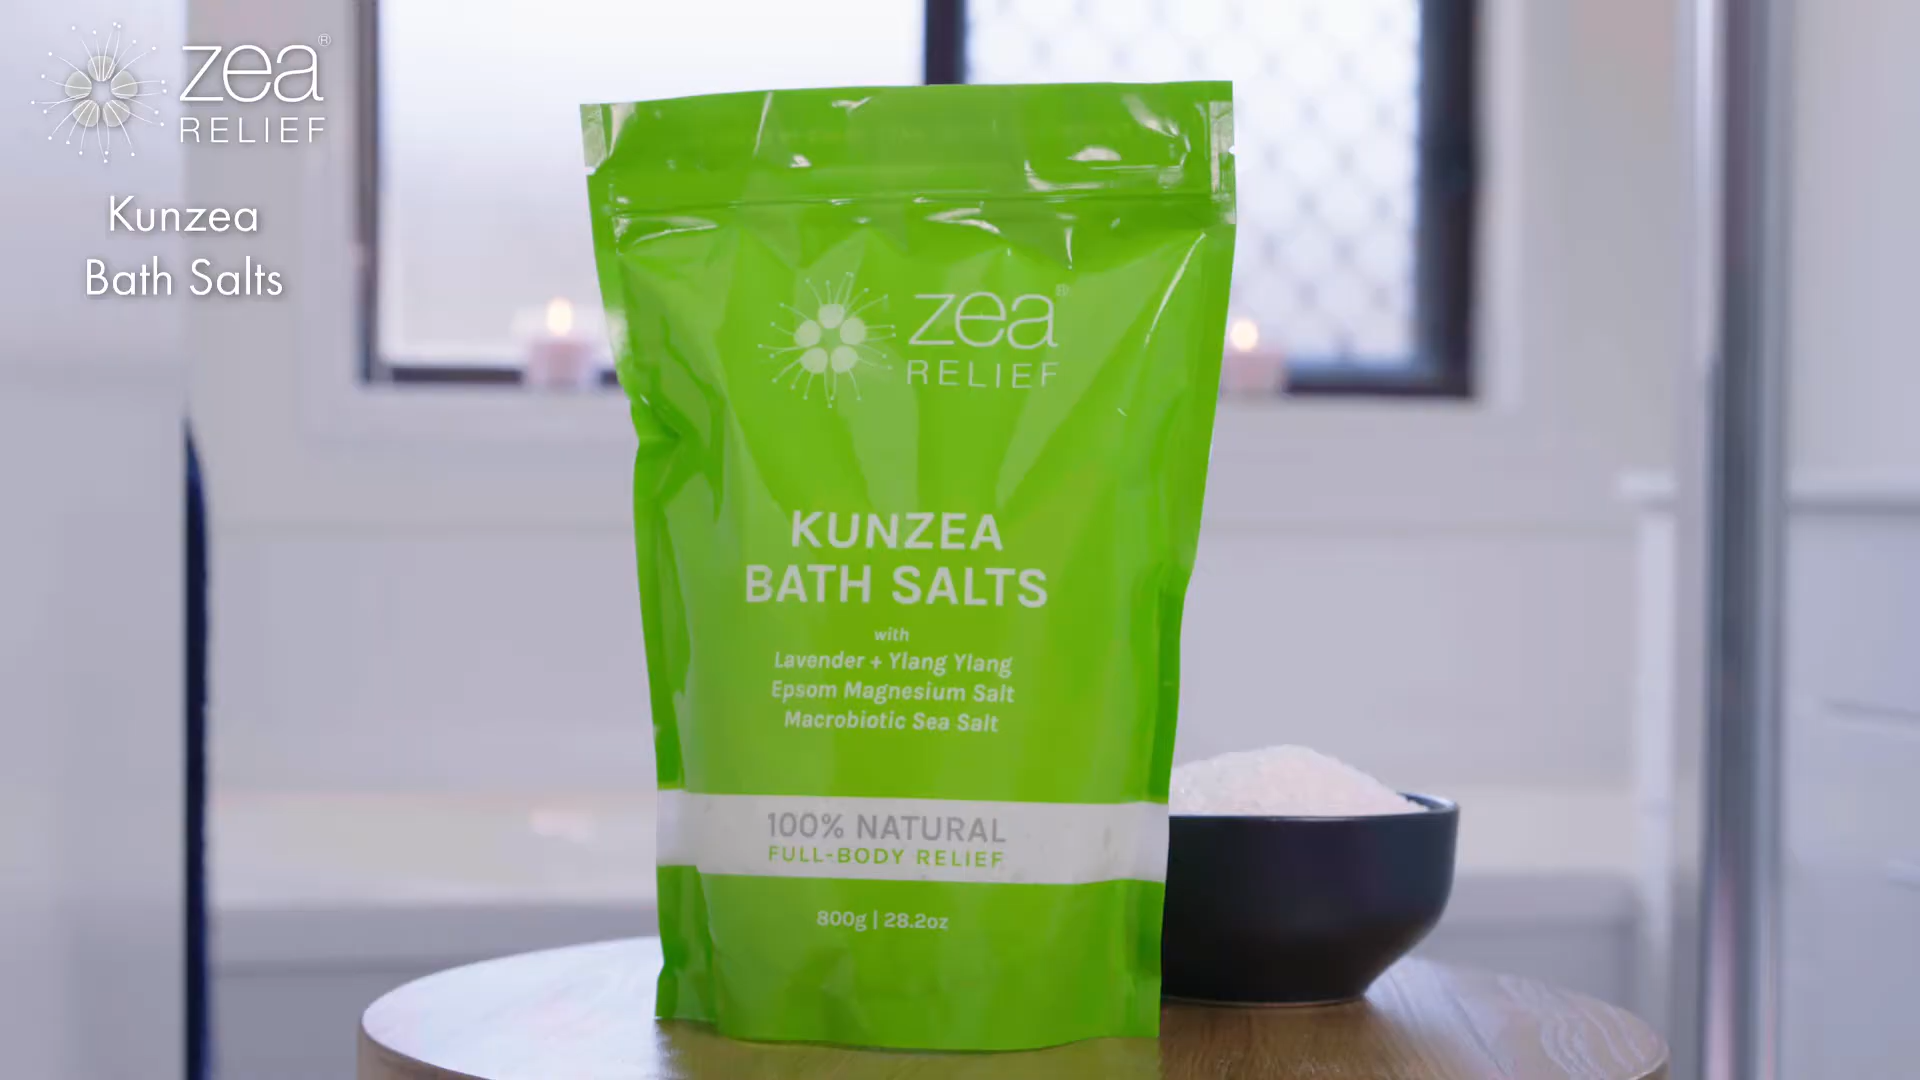 zea®
RELIEF
Kunzea
Bath Salts
zea®
RELIEF
KUNZEA
BATH SALTS
with
Lavender + Ylang Ylang
Epsom Magnesium Salt
Macrobiotic Sea Salt
100% NATURAL
FULL-BODY RELIEF
800g | 28.2oz